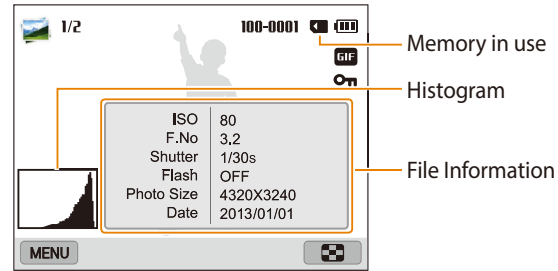 1/2
100-0001
GIF
Memory in use
Histogram
ISO 80
F.No 3.2
Shutter 1/30s
Flash OFF
Photo Size 4320X3240
Date 2013/01/01
File Information
MENU